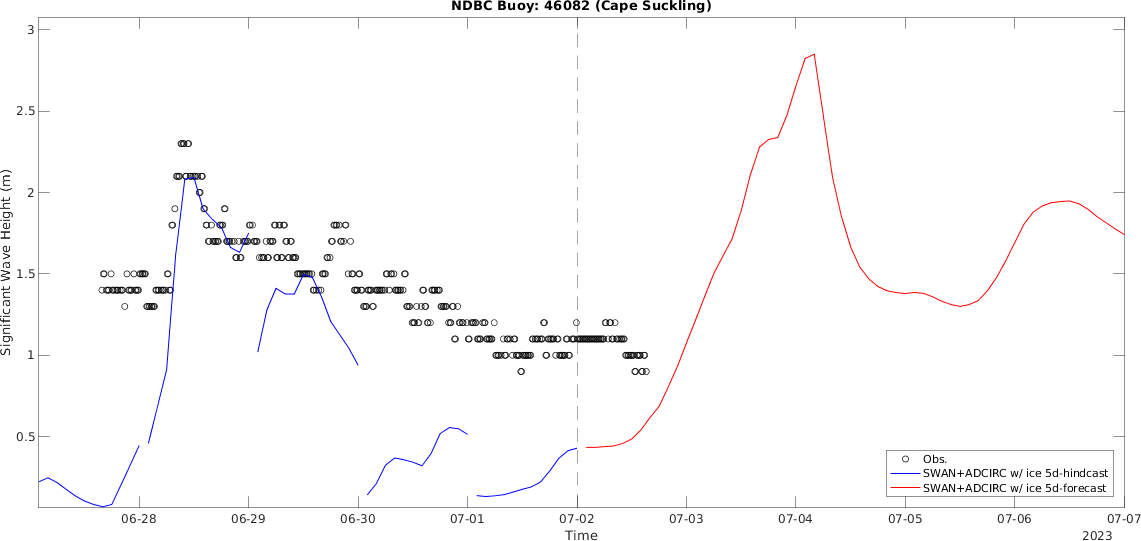 NDBC Buoy: 46082 (Cape Suckling)
3
2.5
2
1.5
1
0.5
Significant Wave Height (m)
Obs.
SWAN+ADCIRC w/ ice 5d-hindcast
SWAN+ADCIRC w/ ice 5d-forecast
06-28 06-29 06-30 07-01 07-02 07-03 07-04 07-05 07-06 07-07
Time
2023